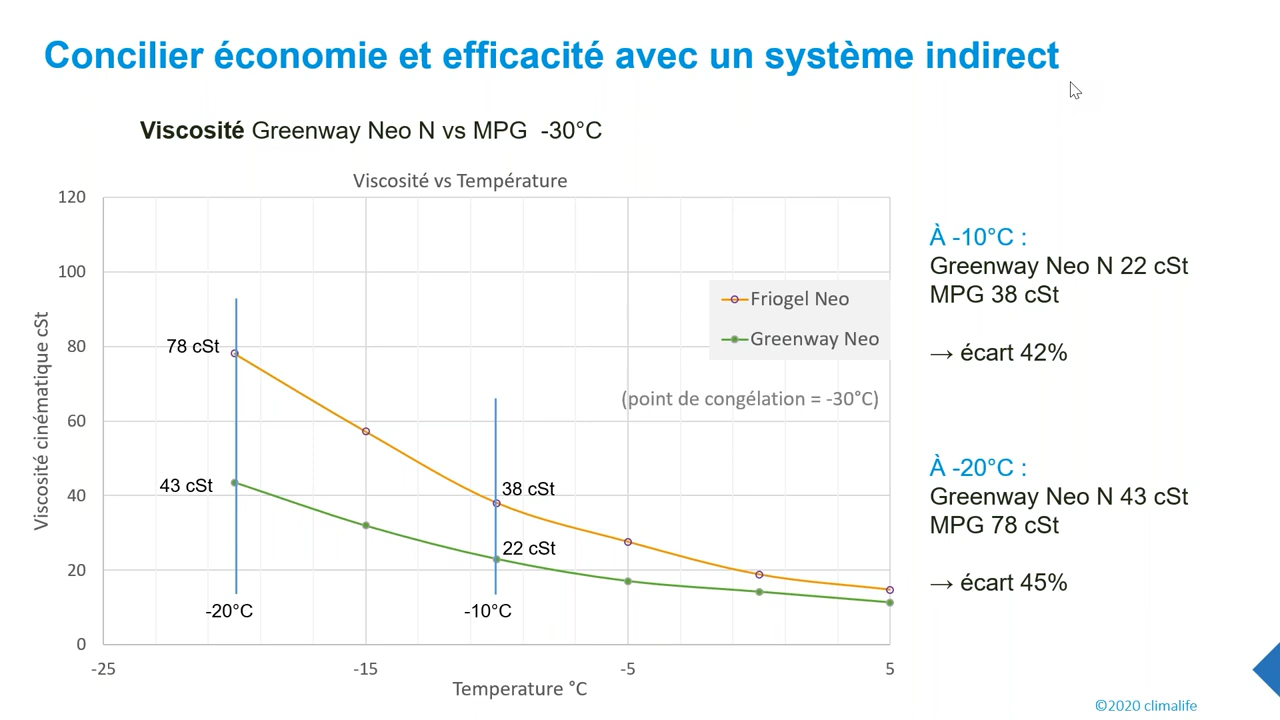 Concilier économie et efficacité avec un système indirect
Viscosité Greenway Neo N vs MPG -30°C
Viscosité vs Température
120
100
80
60
40
20
0
Viscosité cinématique cSt
-25
-15
-5
5
Temperature °C
78 cSt
43 cSt
38 cSt
22 cSt
-20°C
-10°C
Friogel Neo
Greenway Neo
(point de congélation = -30°C)
À -10°C :
Greenway Neo N 22 cSt
MPG 38 cSt
→ écart 42%
À -20°C :
Greenway Neo N 43 cSt
MPG 78 cSt
→ écart 45%
©2020 climalife